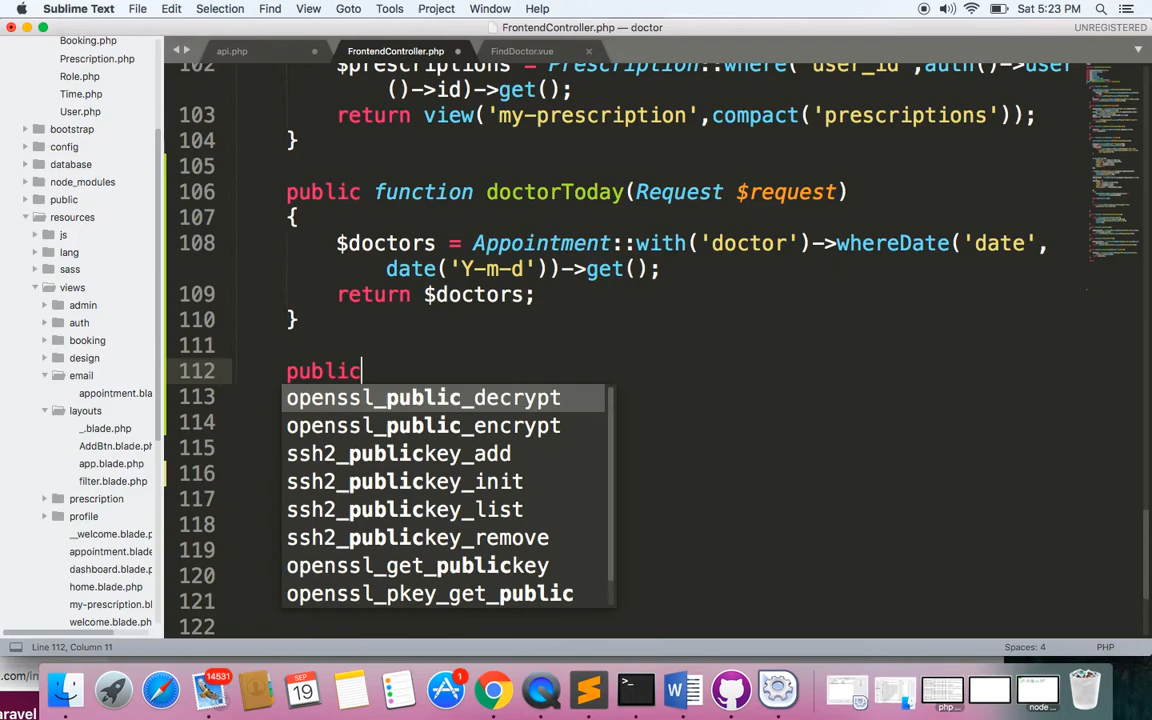 Sublime Text File Edit Selection Find View Goto Tools Project Window Help Sat 5:23 PM
FrontendController.php — doctor
UNREGISTERED
api.php FrontendController.php FindDoctor.vue
Booking.php
Prescription.php
Role.php
Time.php
User.php
bootstrap
config
database
node_modules
public
resources
js
lang
sass
views
admin
auth
booking
design
email
appointment.bla
layouts
_.blade.php
AddBtn.blade.ph
app.blade.php
filter.blade.php
prescription
profile
__welcome.blade.p
appointment.blade
dashboard.blade.p
home.blade.php
my-prescription.bl
welcome.blade.ph
102 $prescriptions = Prescription::where('user_id',auth()->user
()->id)->get();
103 return view('my-prescription',compact('prescriptions'));
104 }
105
106 public function doctorToday(Request $request)
107 {
108 $doctors = Appointment::with('doctor')->whereDate('date',
date('Y-m-d'))->get();
109 return $doctors;
110 }
111
112 public
113
114
115
116
117
118
119
120
121
122
openssl_public_decrypt
openssl_public_encrypt
ssh2_publickey_add
ssh2_publickey_init
ssh2_publickey_list
ssh2_publickey_remove
openssl_get_publickey
openssl_pkey_get_public
Line 112, Column 11
Spaces: 4 PHP
.com/in
aravel
14531
SEP
19
1
php ...
node ...